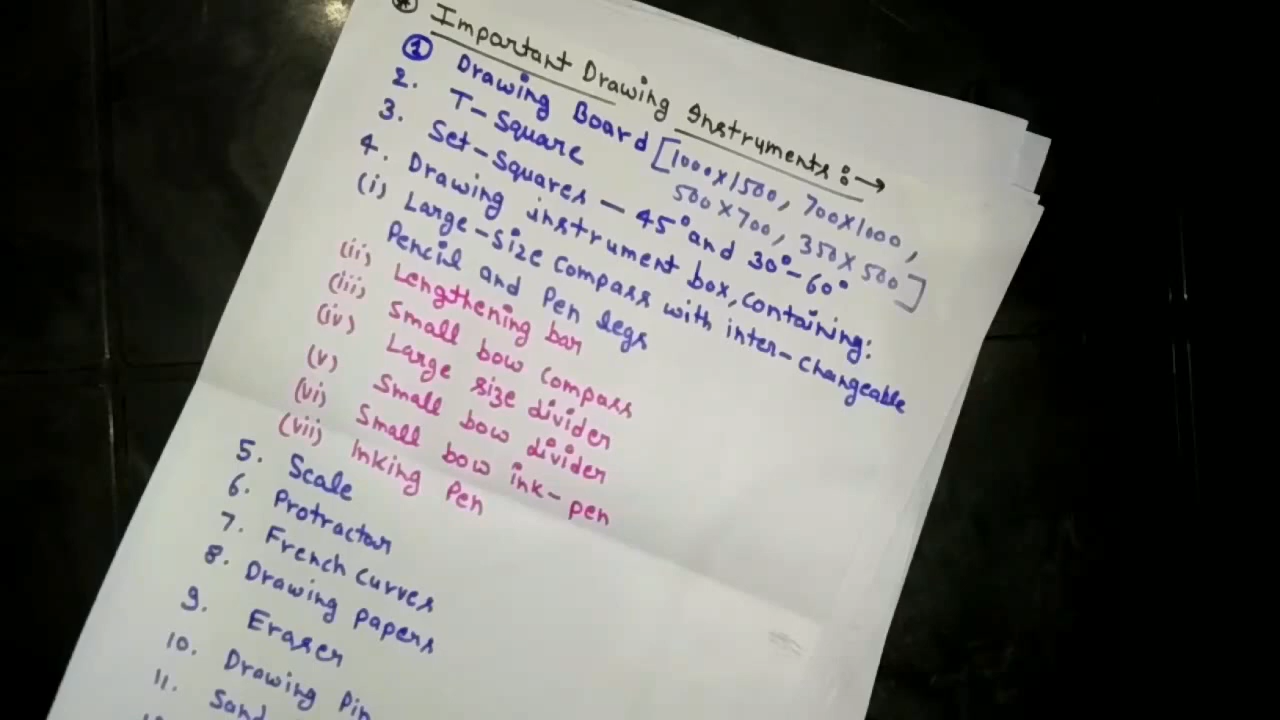 * Important Drawing Instruments :→
① Drawing Board [1000×1500, 700×1000,
500×700, 350×500]
2. T-Square
3. Set-Squares — 45° and 30°-60°
4. Drawing instrument box, containing:
(i) Large-Size compass with inter-changeable
Pencil and Pen legs
(ii) Lengthening bar
(iii) Small bow compass
(iv) Large size divider
(v) Small bow divider
(vi) Small bow ink-pen
(vii) Inking Pen
5. Scale
6. Protractor
7. French curves
8. Drawing papers
9. Eraser
10. Drawing Pin
11. Sand